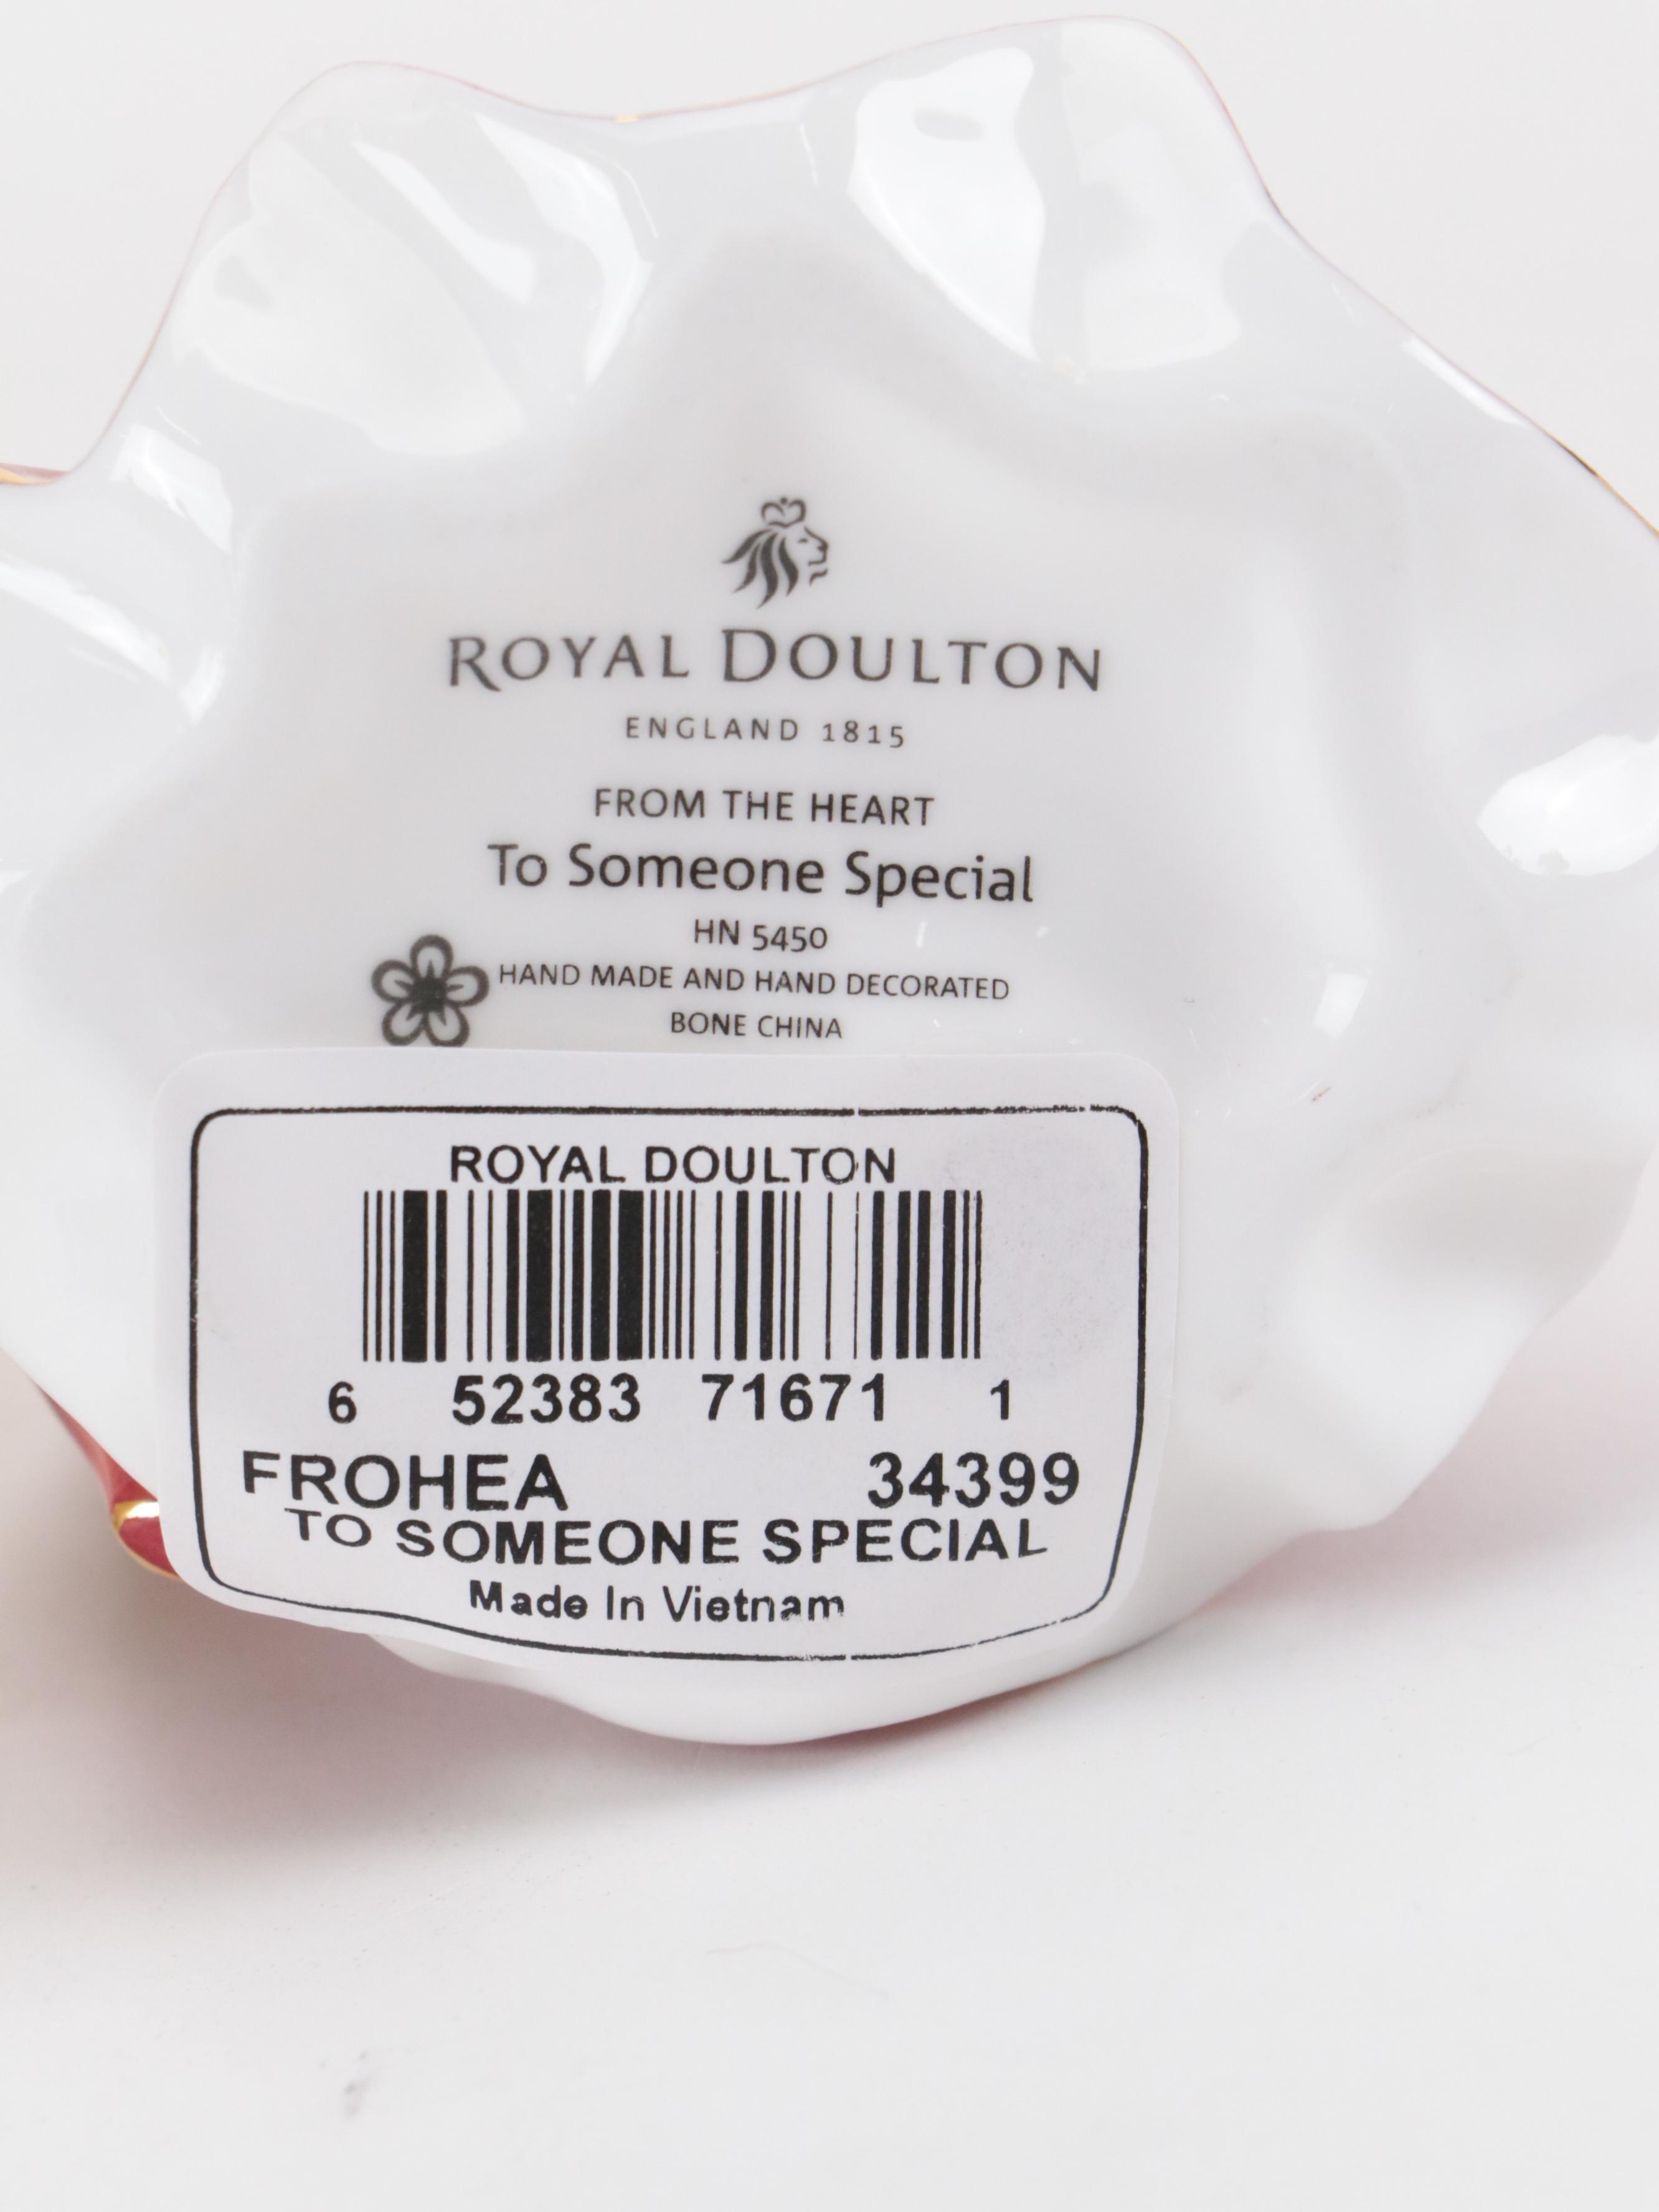 ROYAL DOULTON
ENGLAND 1815
FROM THE HEART
To Someone Special
HN 5450
HAND MADE AND HAND DECORATED
BONE CHINA
ROYAL DOULTON
6 52383 71671 1
FROHEA 34399
TO SOMEONE SPECIAL
Made In Vietnam